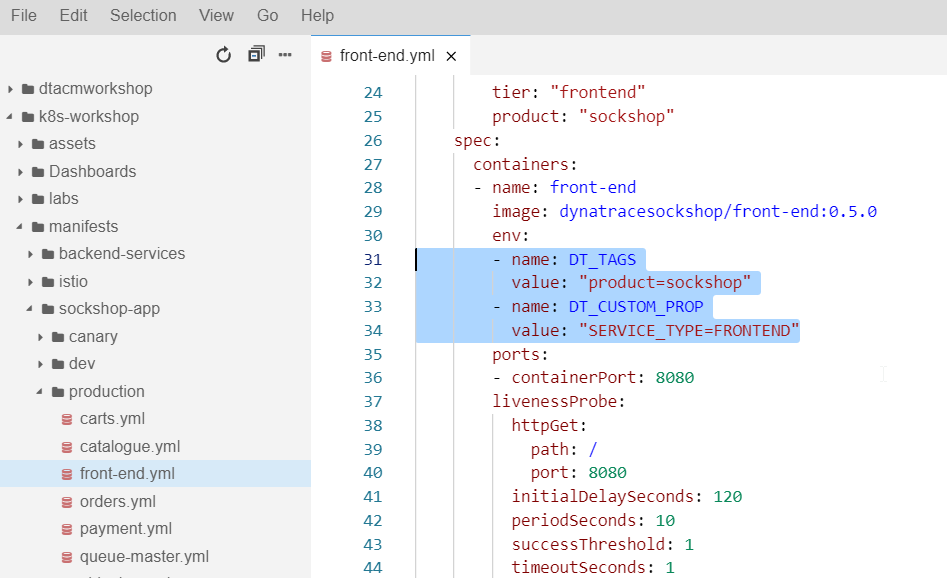 File Edit Selection View Go Help
front-end.yml
dtacmworkshop
k8s-workshop
assets
Dashboards
labs
manifests
backend-services
istio
sockshop-app
canary
dev
production
carts.yml
catalogue.yml
front-end.yml
orders.yml
payment.yml
queue-master.yml
24 tier: "frontend"
25 product: "sockshop"
26 spec:
27 containers:
28 - name: front-end
29 image: dynatracesockshop/front-end:0.5.0
30 env:
31 - name: DT_TAGS
32 value: "product=sockshop"
33 - name: DT_CUSTOM_PROP
34 value: "SERVICE_TYPE=FRONTEND"
35 ports:
36 - containerPort: 8080
37 livenessProbe:
38 httpGet:
39 path: /
40 port: 8080
41 initialDelaySeconds: 120
42 periodSeconds: 10
43 successThreshold: 1
44 timeoutSeconds: 1